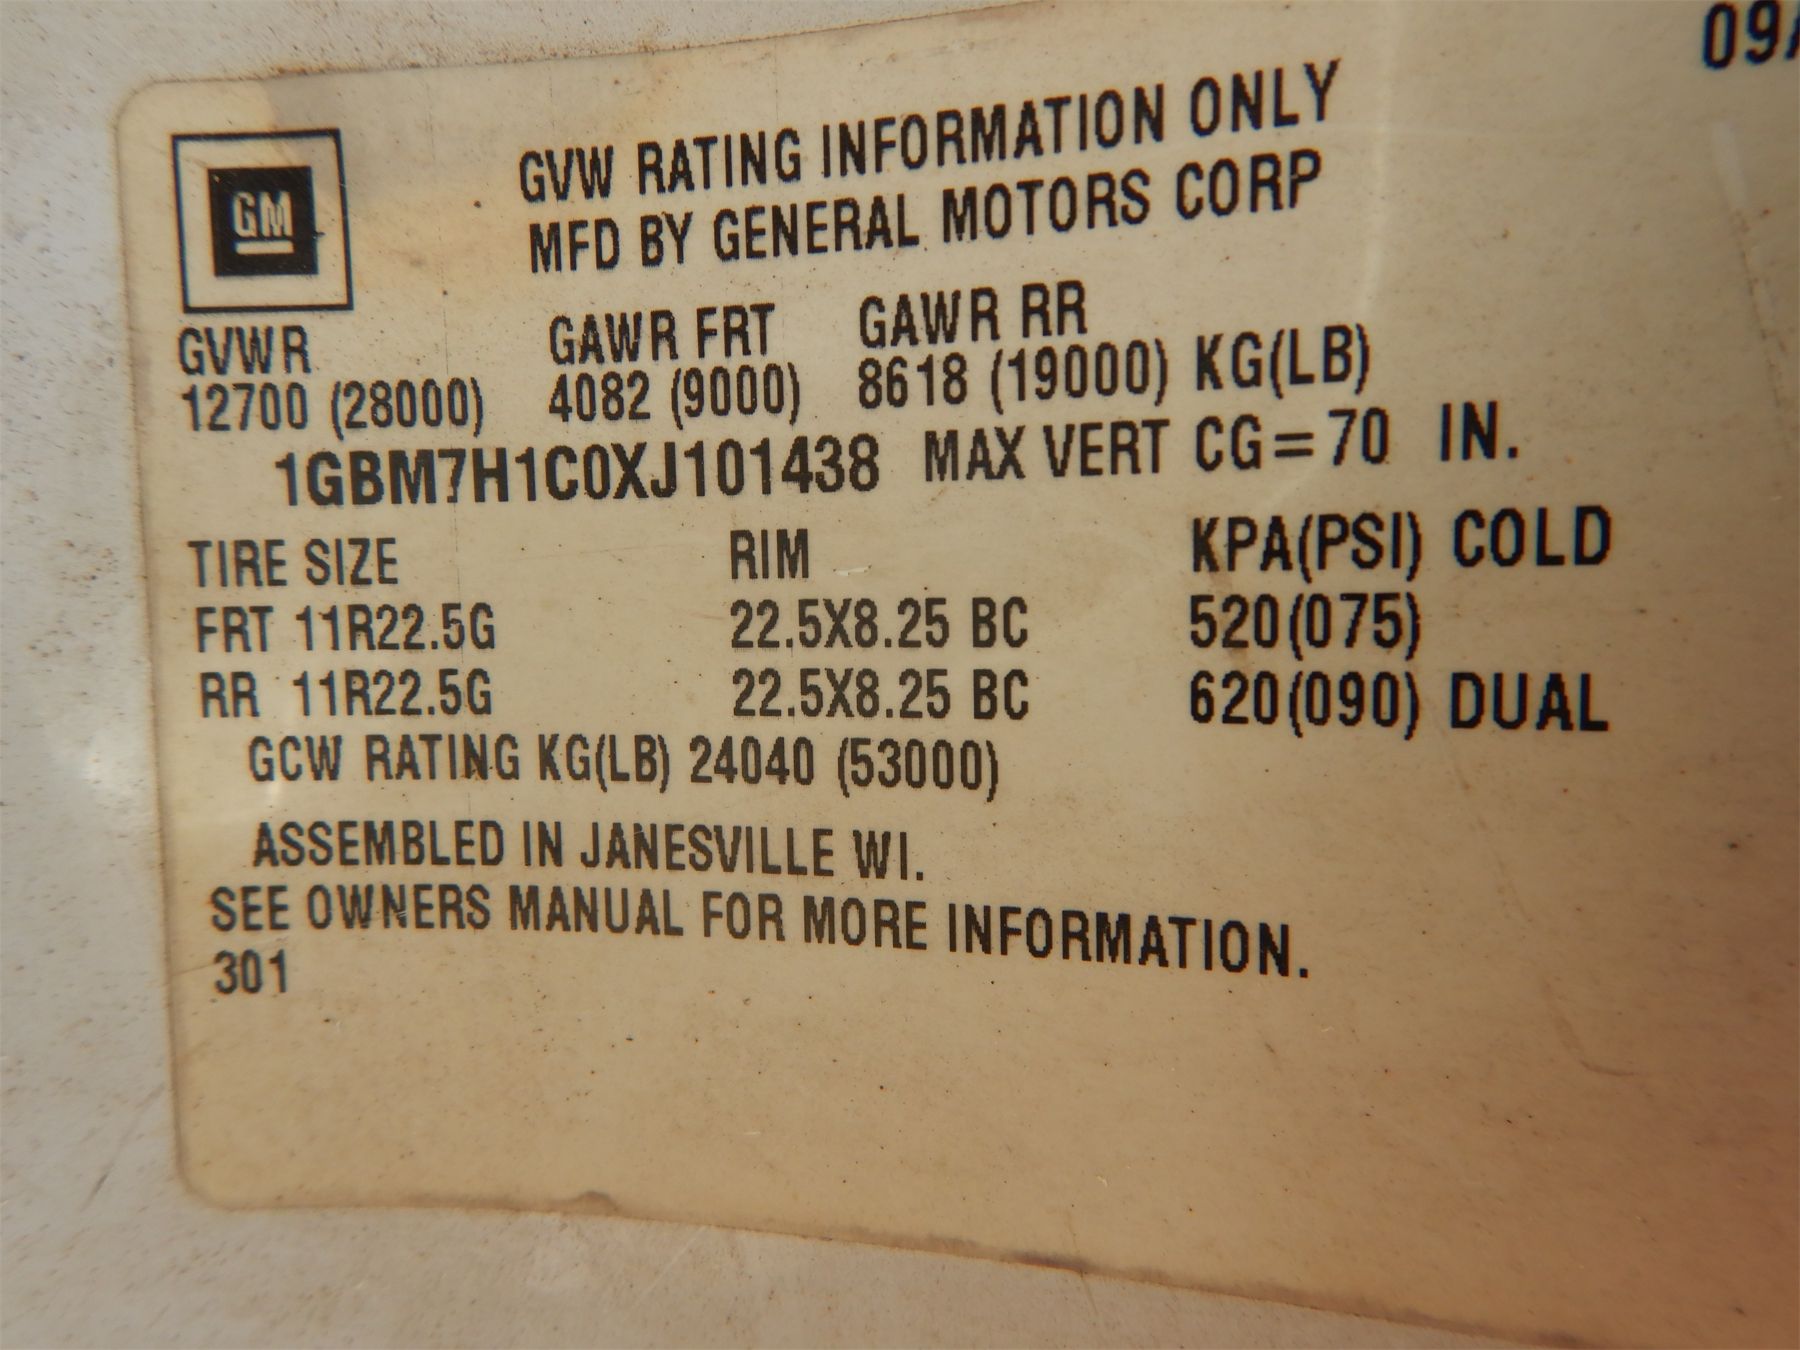 09/
GM
GVW RATING INFORMATION ONLY
MFD BY GENERAL MOTORS CORP
GVWR GAWR FRT GAWR RR
12700 (28000) 4082 (9000) 8618 (19000) KG(LB)
1GBM7H1C0XJ101438 MAX VERT CG=70 IN.
TIRE SIZE RIM KPA(PSI) COLD
FRT 11R22.5G 22.5X8.25 BC 520(075)
RR 11R22.5G 22.5X8.25 BC 620(090) DUAL
GCW RATING KG(LB) 24040 (53000)
ASSEMBLED IN JANESVILLE WI.
SEE OWNERS MANUAL FOR MORE INFORMATION.
301